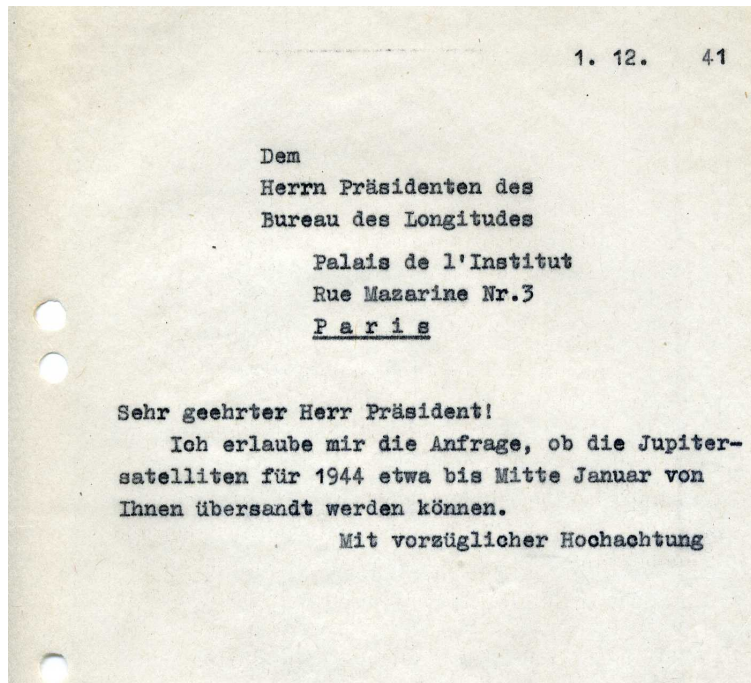 1. 12. 41
Dem
Herrn Präsidenten des
Bureau des Longitudes
Palais de l'Institut
Rue Mazarine Nr.3
P a r i s
Sehr geehrter Herr Präsident!
Ich erlaube mir die Anfrage, ob die Jupiter-
satelliten für 1944 etwa bis Mitte Januar von
Ihnen übersandt werden können.
Mit vorzüglicher Hochachtung